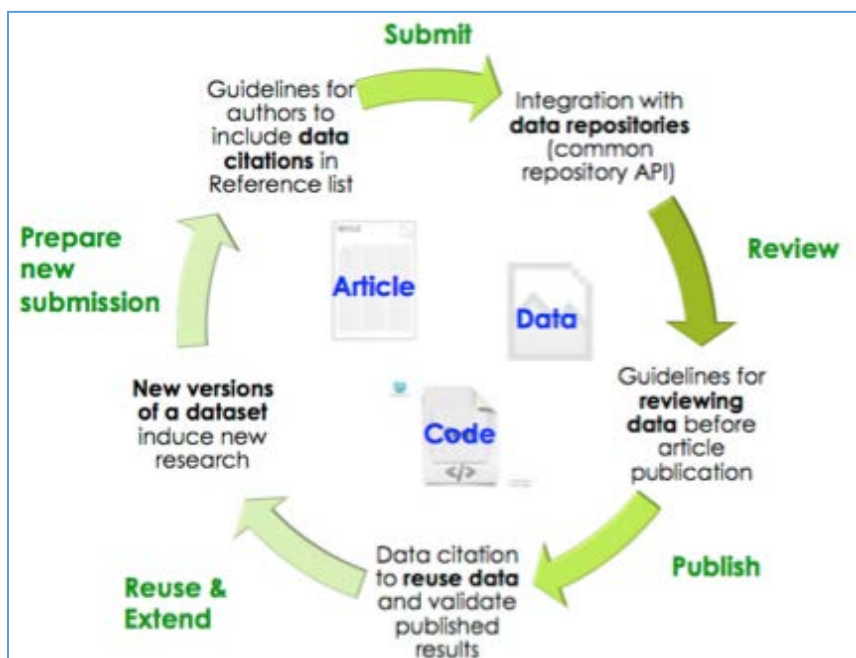 Submit
Guidelines for
authors to
include data
citations in
Reference list
Integration with
data repositories
(common
repository API)
Review
Guidelines for
reviewing
data before
article
publication
Publish
Data citation
to reuse data
and validate
published
results
Reuse &
Extend
New versions
of a dataset
induce new
research
Prepare
new
submission
Article
Data
Code
</>